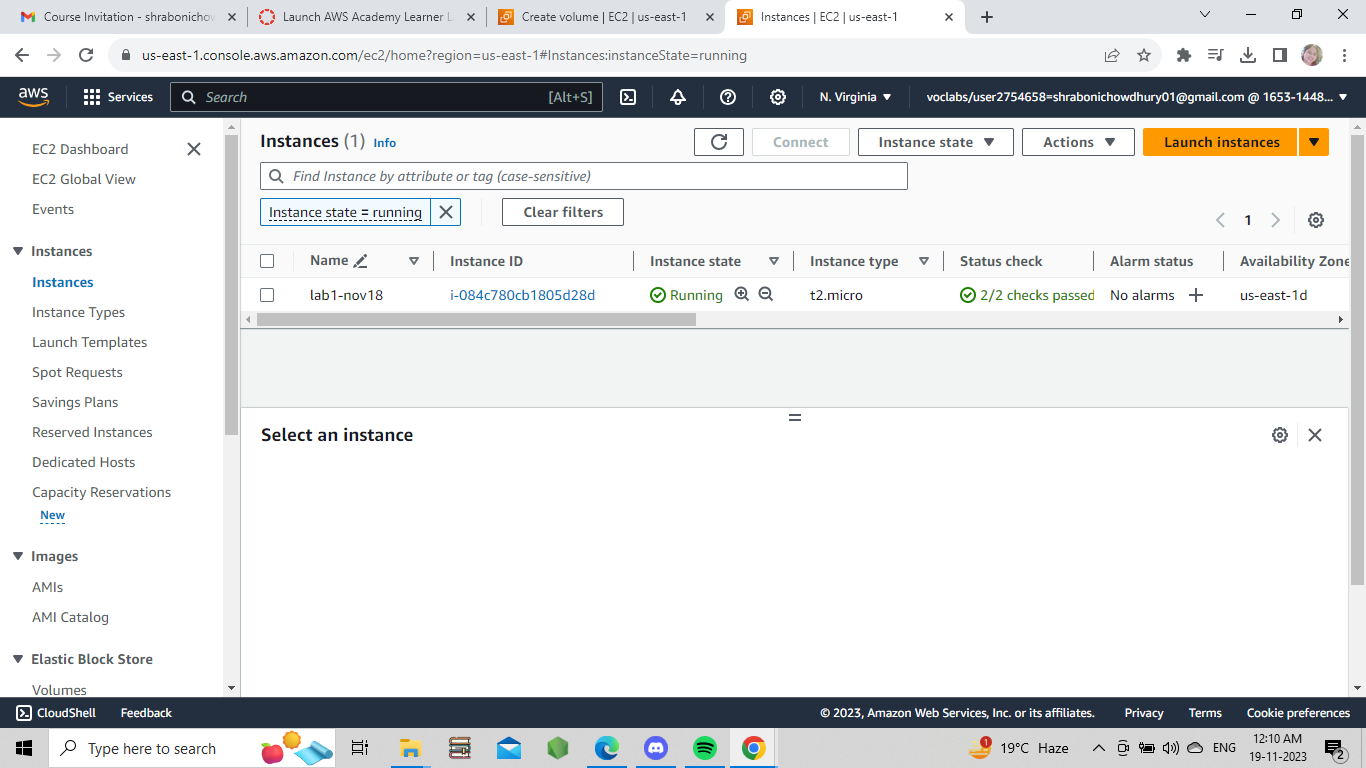 Course Invitation - shrabonichow
Launch AWS Academy Learner L
Create volume | EC2 | us-east-1
Instances | EC2 | us-east-1
us-east-1.console.aws.amazon.com/ec2/home?region=us-east-1#Instances:instanceState=running
aws
Services
Search
[Alt+S]
N. Virginia
voclabs/user2754658=shrabonichowdhury01@gmail.com @ 1653-1448...
EC2 Dashboard
EC2 Global View
Events
Instances
Instances
Instance Types
Launch Templates
Spot Requests
Savings Plans
Reserved Instances
Dedicated Hosts
Capacity Reservations
New
Images
AMIs
AMI Catalog
Elastic Block Store
Volumes
Instances (1) Info
Connect
Instance state
Actions
Launch instances
Find Instance by attribute or tag (case-sensitive)
Instance state = running
Clear filters
1
Name Instance ID Instance state Instance type Status check Alarm status Availability Zone
lab1-nov18 i-084c780cb1805d28d Running t2.micro 2/2 checks passed No alarms us-east-1d
Select an instance
CloudShell Feedback © 2023, Amazon Web Services, Inc. or its affiliates. Privacy Terms Cookie preferences
Type here to search
1
19°C Haze
ENG
12:10 AM
19-11-2023
2